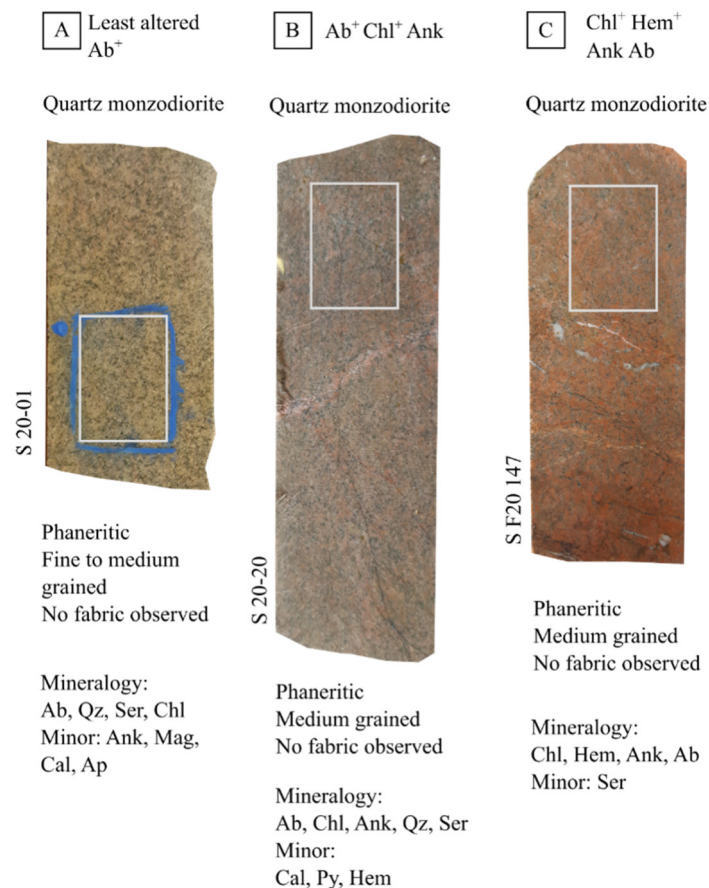 A
Least altered
Ab⁺
Quartz monzodiorite
S 20-01
Phaneritic
Fine to medium
grained
No fabric observed
Mineralogy:
Ab, Qz, Ser, Chl
Minor: Ank, Mag,
Cal, Ap
B
Ab⁺ Chl⁺ Ank
Quartz monzodiorite
S 20-20
Phaneritic
Medium grained
No fabric observed
Mineralogy:
Ab, Chl, Ank, Qz, Ser
Minor:
Cal, Py, Hem
C
Chl⁺ Hem⁺
Ank Ab
Quartz monzodiorite
S F20 147
Phaneritic
Medium grained
No fabric observed
Mineralogy:
Chl, Hem, Ank, Ab
Minor: Ser